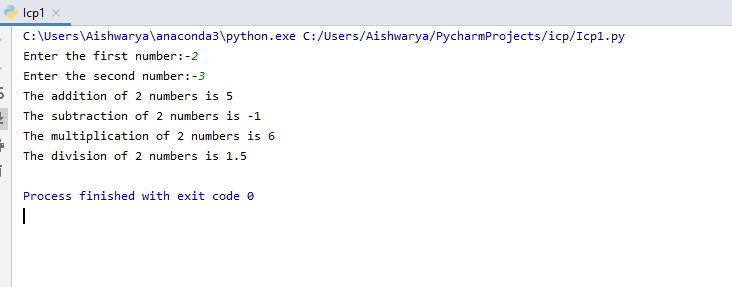 Icp1
C:\Users\Aishwarya\anaconda3\python.exe C:/Users/Aishwarya/PycharmProjects/icp/Icp1.py
Enter the first number:-2
Enter the second number:-3
The addition of 2 numbers is 5
The subtraction of 2 numbers is -1
The multiplication of 2 numbers is 6
The division of 2 numbers is 1.5
Process finished with exit code 0